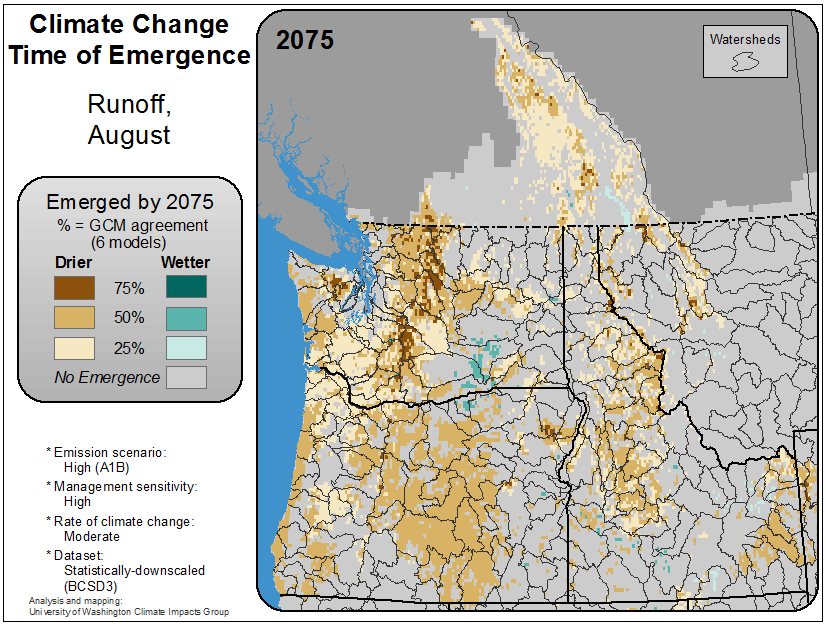 Climate Change
Time of Emergence
Runoff,
August
Emerged by 2075
% = GCM agreement
(6 models)
Drier Wetter
75%
50%
25%
No Emergence
* Emission scenario:
High (A1B)
* Management sensitivity:
High
* Rate of climate change:
Moderate
* Dataset:
Statistically-downscaled
(BCSD3)
Analysis and mapping:
University of Washington Climate Impacts Group
2075
Watersheds